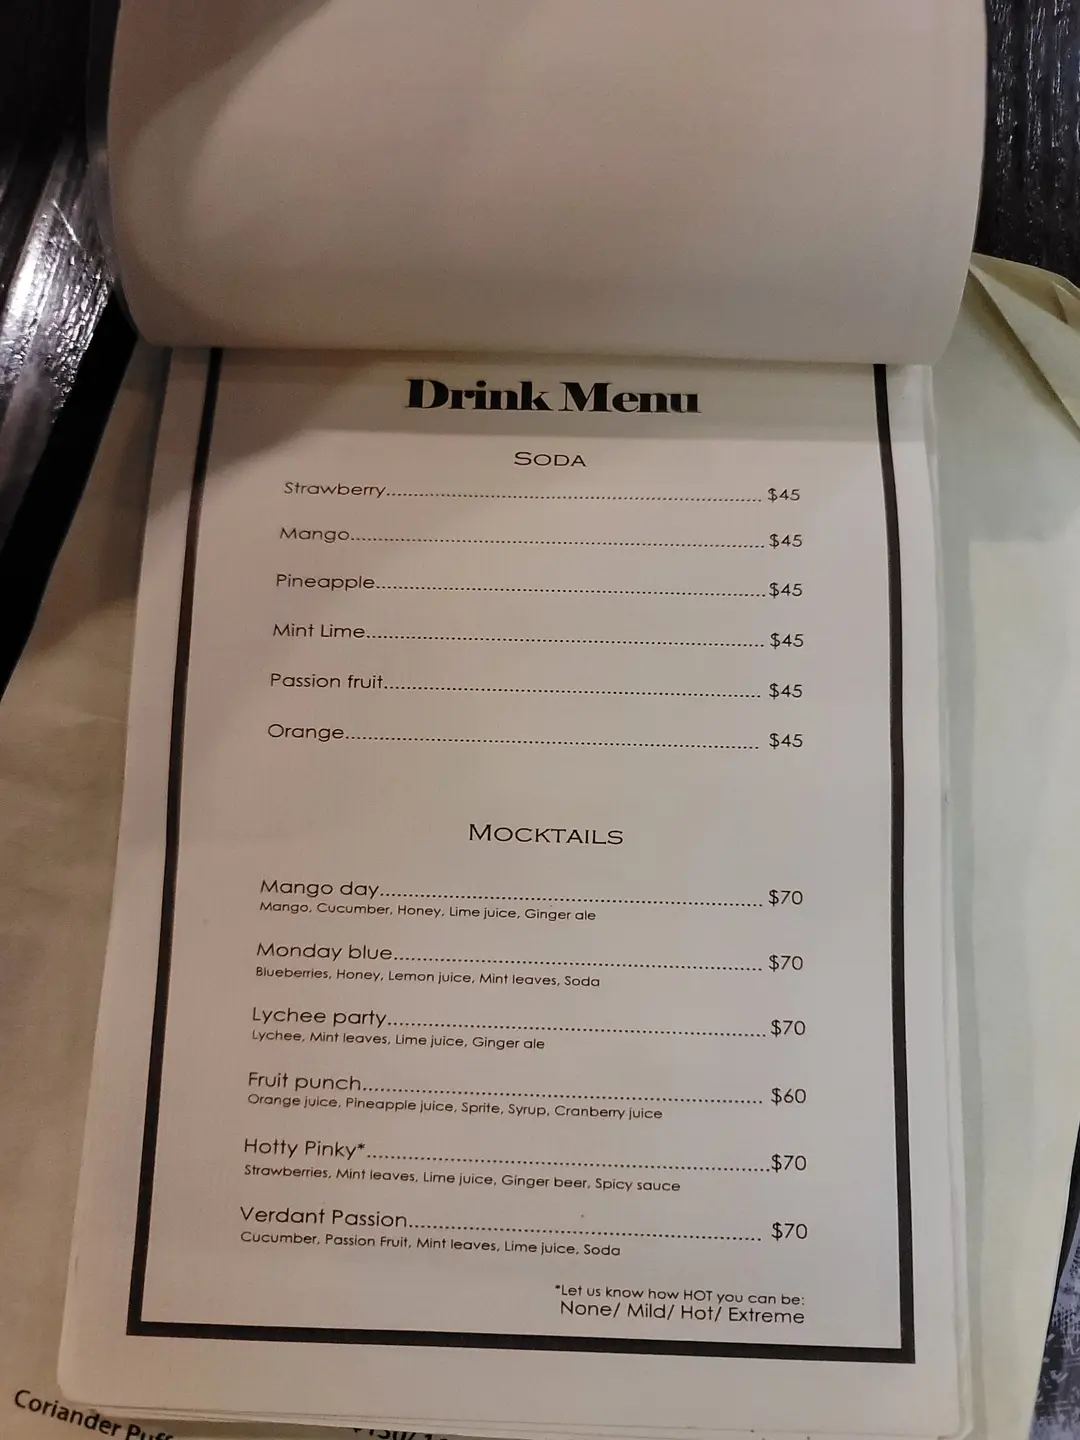 Drink Menu
SODA
Strawberry........ $45
Mango........ $45
Pineapple........ $45
Mint Lime........ $45
Passion fruit........ $45
Orange........ $45
MOCKTAILS
Mango day........ $70
Mango, Cucumber, Honey, Lime juice, Ginger ale
Monday blue........ $70
Blueberries, Honey, Lemon juice, Mint leaves, Soda
Lychee party........ $70
Lychee, Mint leaves, Lime juice, Ginger ale
Fruit punch........ $60
Orange juice, Pineapple juice, Sprite, Syrup, Cranberry juice
Hotty Pinky*........ $70
Strawberries, Mint leaves, Lime juice, Ginger beer, Spicy sauce
Verdant Passion........ $70
Cucumber, Passion Fruit, Mint leaves, Lime juice, Soda
*Let us know how HOT you can be:
None/ Mild/ Hot/ Extreme
Coriander